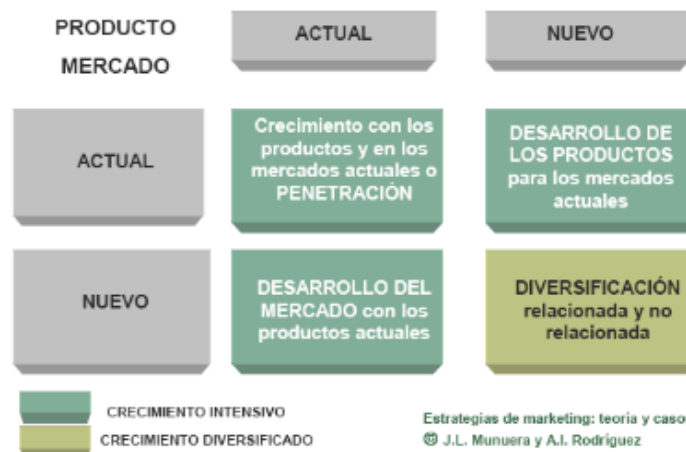 PRODUCTO
MERCADO
ACTUAL
NUEVO
ACTUAL
Crecimiento con los
productos y en los
mercados actuales o
PENETRACIÓN
DESARROLLO DE
LOS PRODUCTOS
para los mercados
actuales
NUEVO
DESARROLLO DEL
MERCADO con los
productos actuales
DIVERSIFICACIÓN
relacionada y no
relacionada
CRECIMIENTO INTENSIVO
CRECIMIENTO DIVERSIFICADO
Estrategias de marketing: teoría y caso
© J.L. Munuera y A.I. Rodríguez